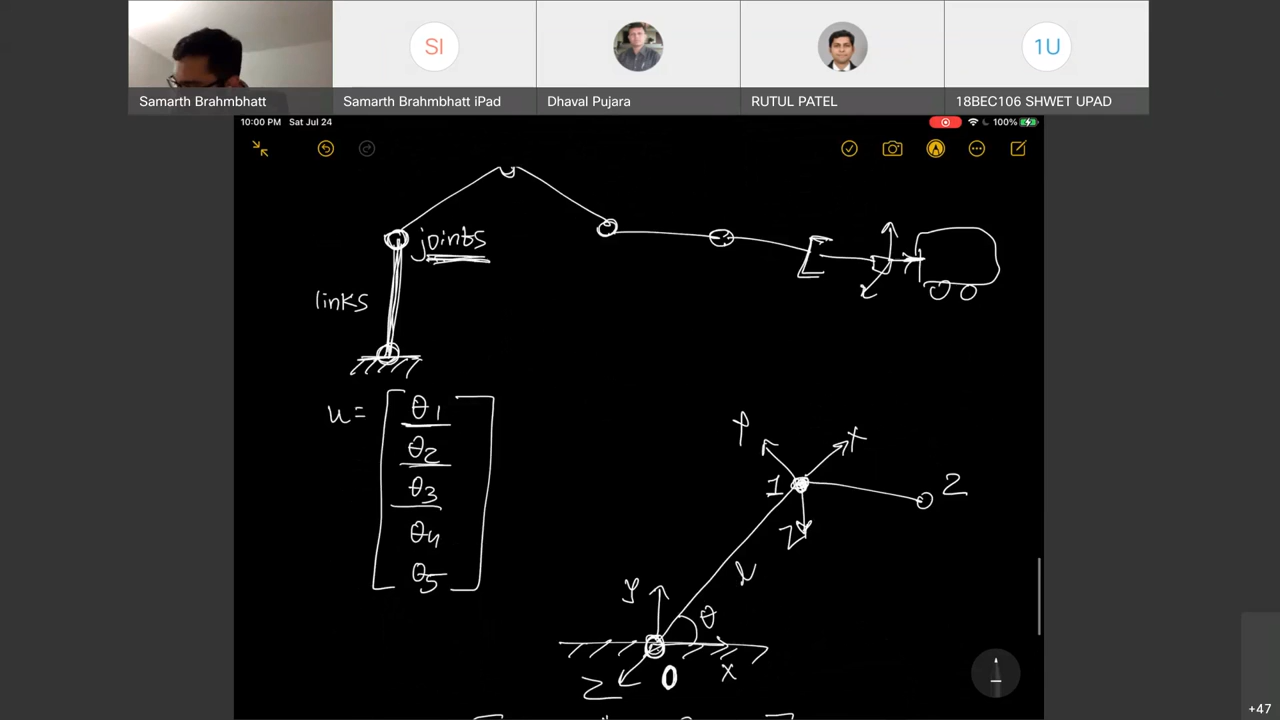 SI
1U
Samarth Brahmbhatt
Samarth Brahmbhatt iPad
Dhaval Pujara
RUTUL PATEL
18BEC106 SHWET UPAD
10:00 PM Sat Jul 24
100%
joints
links
u =
θ1
θ2
θ3
θ4
θ5
Y
X
1
2
Z
l
y
θ
Z
0
x
+47